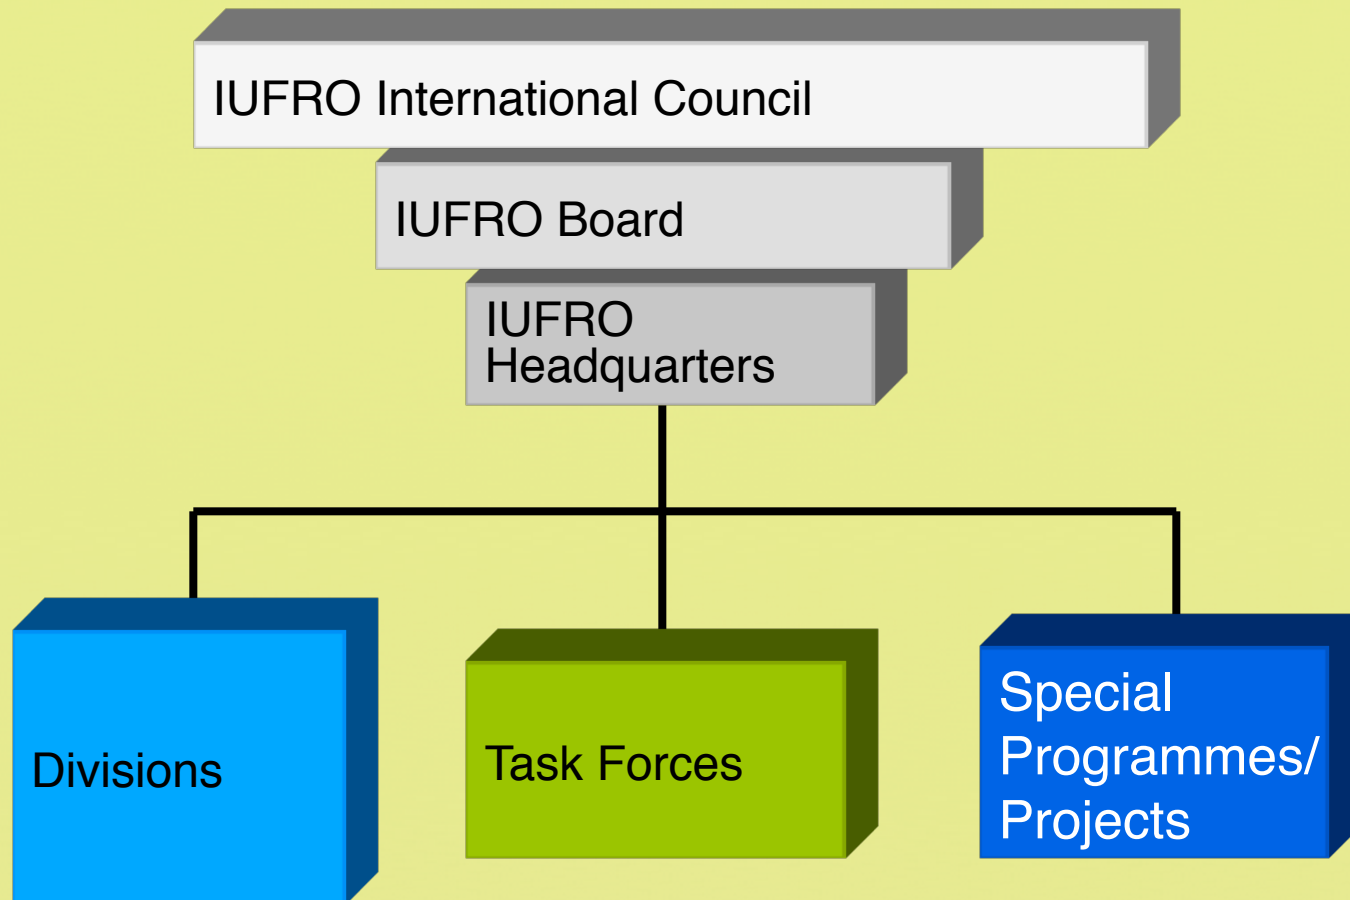 IUFRO International Council
IUFRO Board
IUFRO
Headquarters
Divisions
Task Forces
Special
Programmes/
Projects